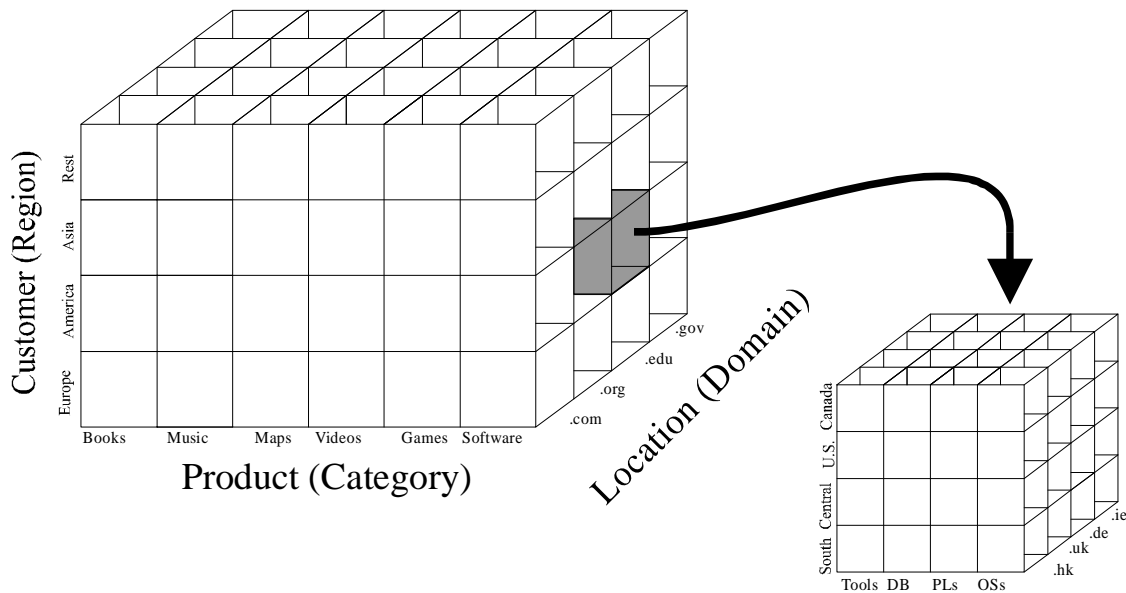 Customer (Region)
Rest
Asia
America
Europe
Books Music Maps Videos Games Software
Product (Category)
.com
.org
.edu
.gov
Location (Domain)
Canada
U.S.
Central
South
Tools DB PLs OSs
.hk
.uk
.de
.ie